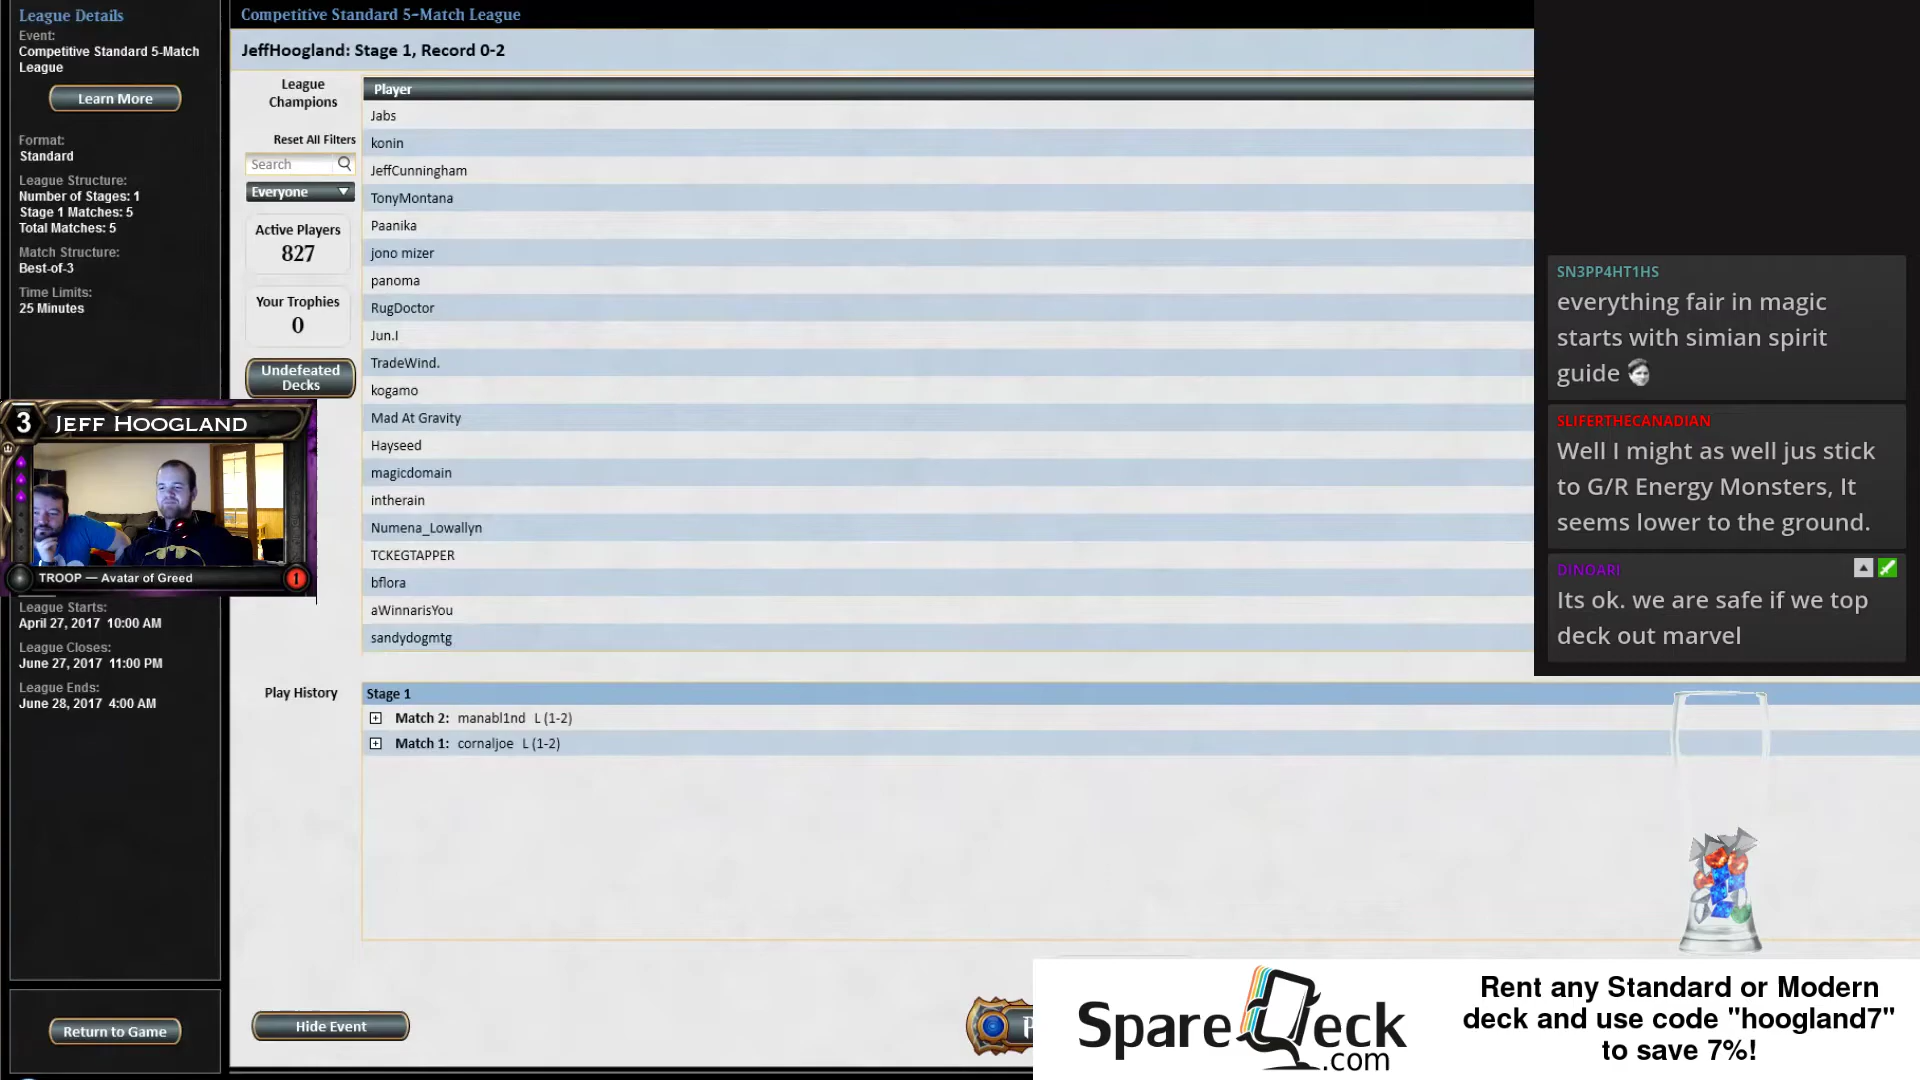 League Details
Event:
Competitive Standard 5-Match
League
Learn More
Format:
Standard
League Structure:
Number of Stages: 1
Stage 1 Matches: 5
Total Matches: 5
Match Structure:
Best-of-3
Time Limits:
25 Minutes
3 JEFF HOOGLAND
TROOP — Avatar of Greed 1
League Starts:
April 27, 2017 10:00 AM
League Closes:
June 27, 2017 11:00 PM
League Ends:
June 28, 2017 4:00 AM
Return to Game
Competitive Standard 5-Match League
JeffHoogland: Stage 1, Record 0-2
League
Champions
Reset All Filters
Search
Everyone
Active Players
827
Your Trophies
0
Undefeated
Decks
Player
Jabs
konin
JeffCunningham
TonyMontana
Paanika
jono mizer
panoma
RugDoctor
Jun.I
TradeWind.
kogamo
Mad At Gravity
Hayseed
magicdomain
intherain
Numena_Lowallyn
TCKEGTAPPER
bflora
aWinnarisYou
sandydogmtg
Play History
Stage 1
Match 2: manabl1nd L (1-2)
Match 1: cornaljoe L (1-2)
Hide Event
SN3PP4HT1HS
everything fair in magic
starts with simian spirit
guide
SLIFERTHECANADIAN
Well I might as well jus stick
to G/R Energy Monsters, It
seems lower to the ground.
DINOARI
Its ok. we are safe if we top
deck out marvel
SpareDeck
.com
Rent any Standard or Modern
deck and use code "hoogland7"
to save 7%!